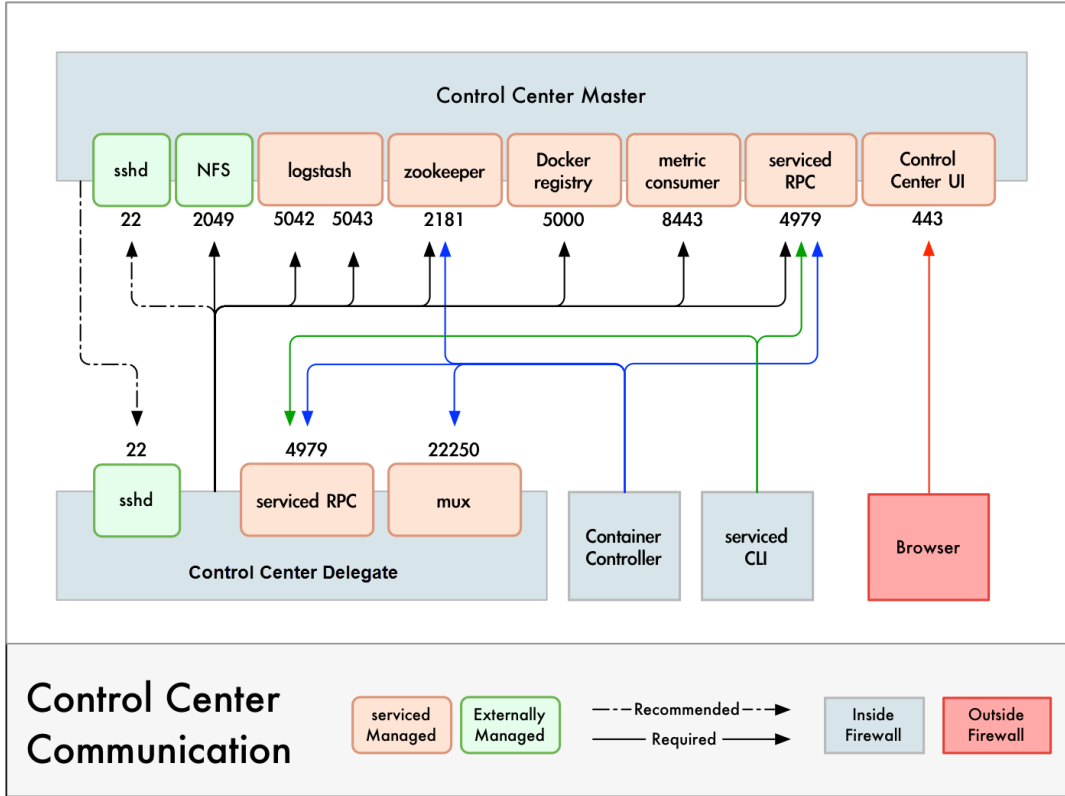 Control Center Master
sshd
NFS
logstash
zookeeper
Docker
registry
metric
consumer
serviced
RPC
Control
Center UI
22
2049
5042
5043
2181
5000
8443
4979
443
22
4979
22250
sshd
serviced RPC
mux
Control Center Delegate
Container
Controller
serviced
CLI
Browser
Control Center
Communication
serviced
Managed
Externally
Managed
Recommended
Required
Inside
Firewall
Outside
Firewall